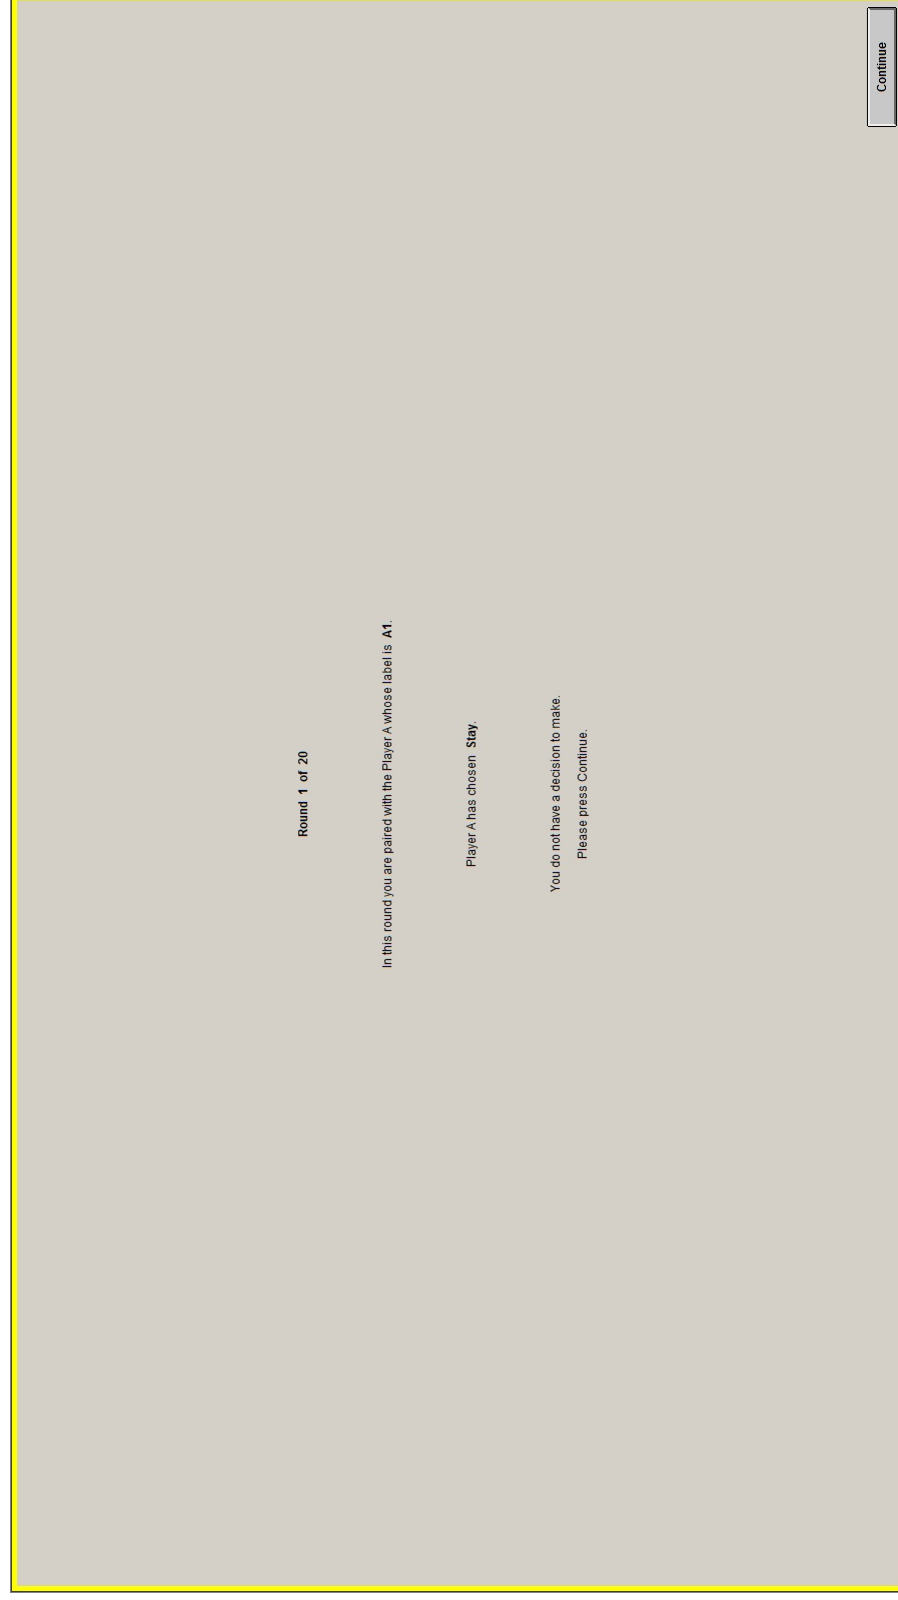 Round 1 of 20
In this round you are paired with the Player A whose label is A1.
Player A has chosen Stay.
You do not have a decision to make.
Please press Continue.
Continue